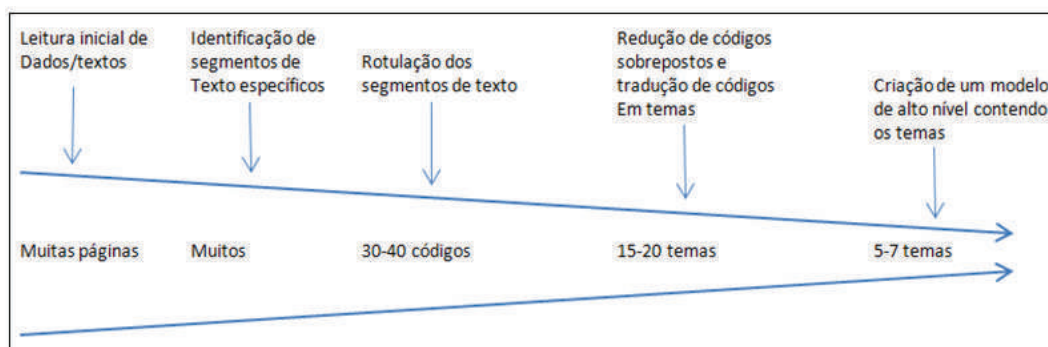 Leitura inicial de
Dados/textos
Identificação de
segmentos de
Texto específicos
Rotulação dos
segmentos de texto
Redução de códigos
sobrepostos e
tradução de códigos
Em temas
Criação de um modelo
de alto nível contendo
os temas
Muitas páginas
Muitos
30-40 códigos
15-20 temas
5-7 temas